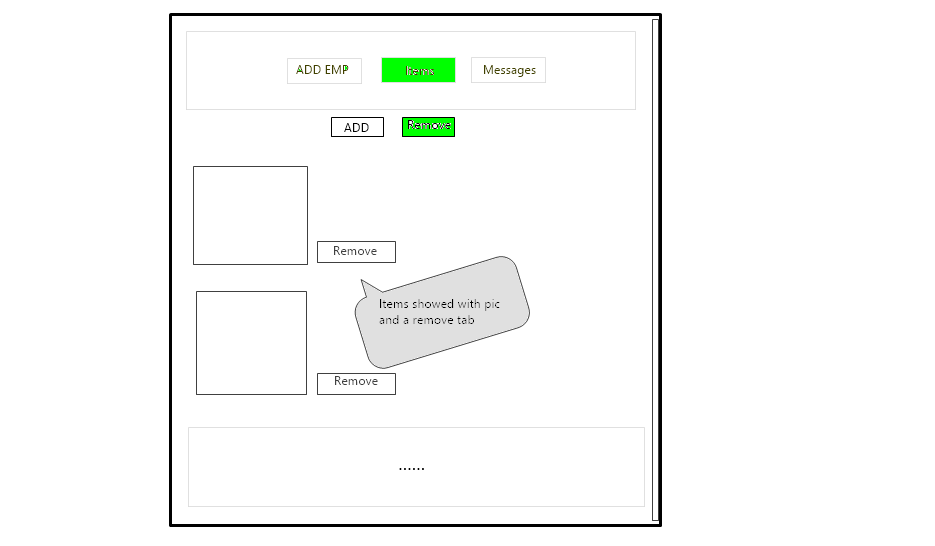 ADD EMP
Items
Messages
ADD
Remove
Remove
Items showed with pic
and a remove tab
Remove
......